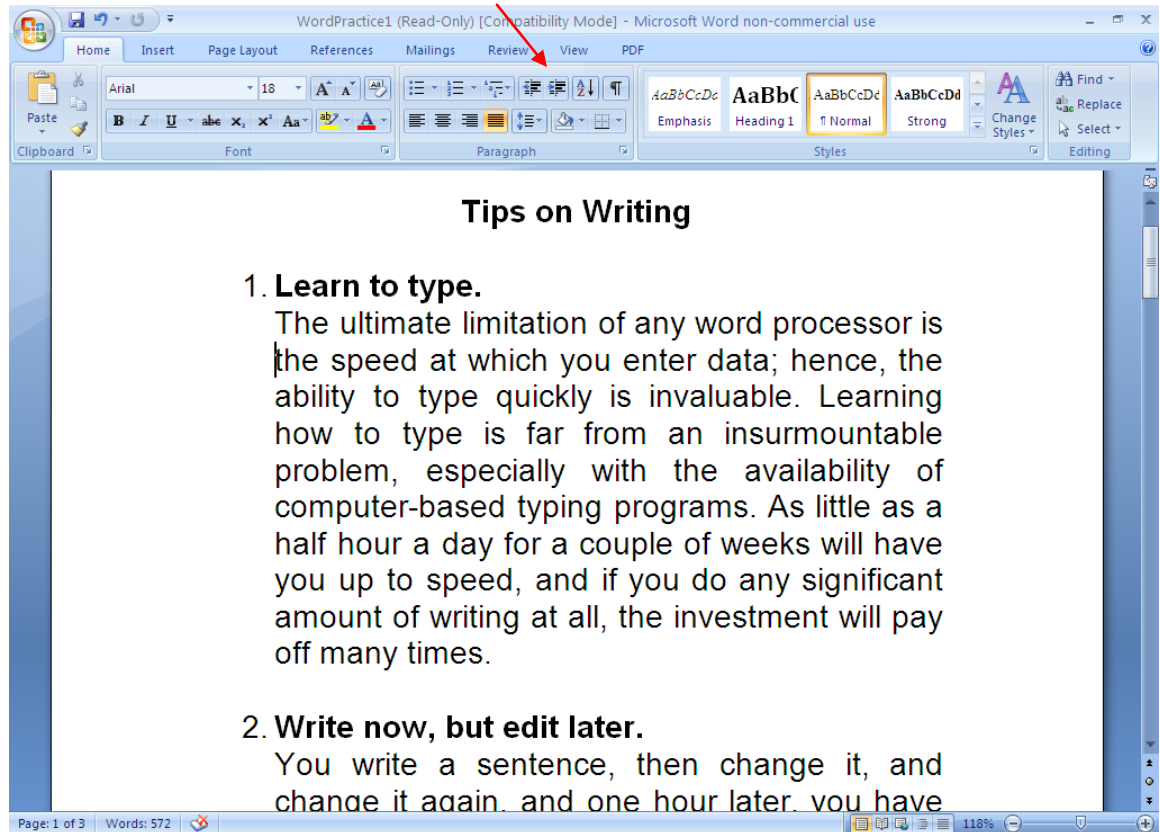 WordPractice1 (Read-Only) [Compatibility Mode] - Microsoft Word non-commercial use
Home Insert Page Layout References Mailings Review View PDF
Paste
Clipboard
Arial 18
B I U abc X₂ X² Aa
Font
Paragraph
AaBbCcDc AaBbC AaBbCcDc AaBbCcDd
Emphasis Heading 1 ¶ Normal Strong
Change Styles
Styles
Find
Replace
Select
Editing
Tips on Writing
1. Learn to type.
The ultimate limitation of any word processor is
the speed at which you enter data; hence, the
ability to type quickly is invaluable. Learning
how to type is far from an insurmountable
problem, especially with the availability of
computer-based typing programs. As little as a
half hour a day for a couple of weeks will have
you up to speed, and if you do any significant
amount of writing at all, the investment will pay
off many times.
2. Write now, but edit later.
You write a sentence, then change it, and
change it again, and one hour later, you have
Page: 1 of 3 Words: 572 118%